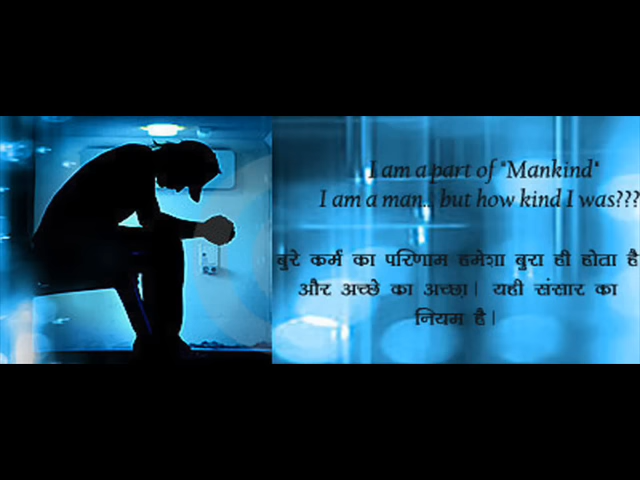 I am a part of "Mankind"
I am a man... but how kind I was???
बुरे कर्म का परिणाम हमेशा बुरा ही होता है
और अच्छे का अच्छा। यही संसार का
नियम है।